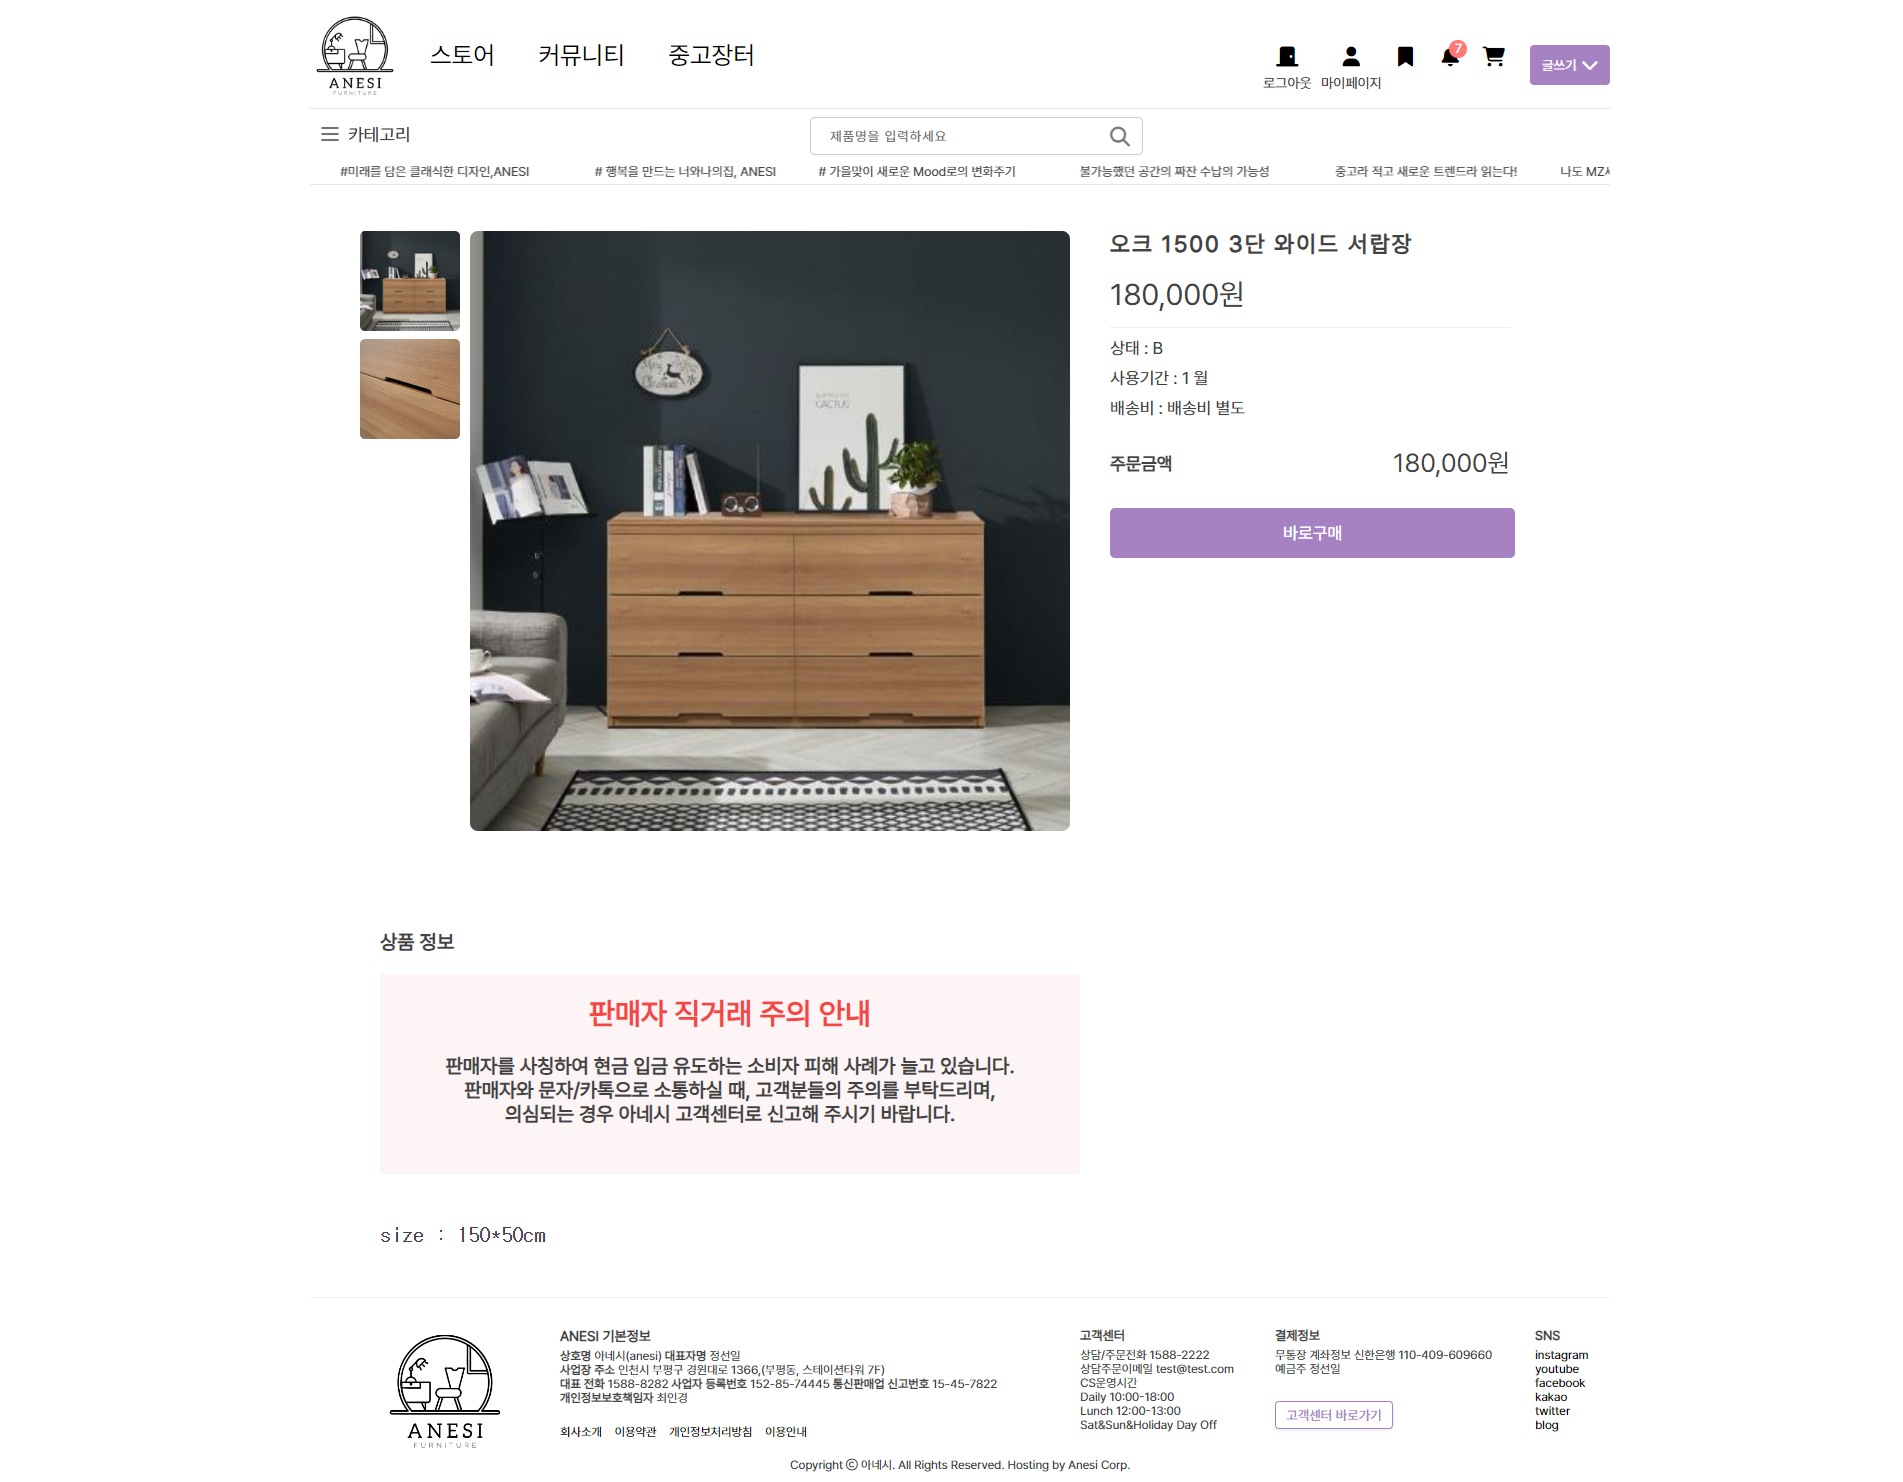 ANESI
FURNITURE
스토어
커뮤니티
중고장터
로그아웃
마이페이지
7
글쓰기
카테고리
제품명을 입력하세요
#미래를 담은 클래식한 디자인,ANESI
# 행복을 만드는 너와나의집, ANESI
# 가을맞이 새로운 Mood로의 변화주기
불가능했던 공간의 짜잔 수납의 가능성
중고라 적고 새로운 트렌드라 읽는다!
나도 MZ
CACTUS
오크 1500 3단 와이드 서랍장
180,000원
상태 : B
사용기간 : 1 월
배송비 : 배송비 별도
주문금액
180,000원
바로구매
상품 정보
판매자 직거래 주의 안내
판매자를 사칭하여 현금 입금 유도하는 소비자 피해 사례가 늘고 있습니다.
판매자와 문자/카톡으로 소통하실 때, 고객분들의 주의를 부탁드리며,
의심되는 경우 아네시 고객센터로 신고해 주시기 바랍니다.
size : 150*50cm
ANESI
FURNITURE
ANESI 기본정보
상호명 아네시(anesi) 대표자명 정선일
사업장 주소 인천시 부평구 경원대로 1366,(부평동, 스테이션타워 7F)
대표 전화 1588-8282 사업자 등록번호 152-85-74445 통신판매업 신고번호 15-45-7822
개인정보보호책임자 최인경
회사소개 이용약관 개인정보처리방침 이용안내
고객센터
상담/주문전화 1588-2222
상담주문이메일 test@test.com
CS운영시간
Daily 10:00-18:00
Lunch 12:00-13:00
Sat&Sun&Holiday Day Off
결제정보
무통장 계좌정보 신한은행 110-409-609660
예금주 정선일
고객센터 바로가기
SNS
instagram
youtube
facebook
kakao
twitter
blog
Copyright ⓒ 아네시. All Rights Reserved. Hosting by Anesi Corp.